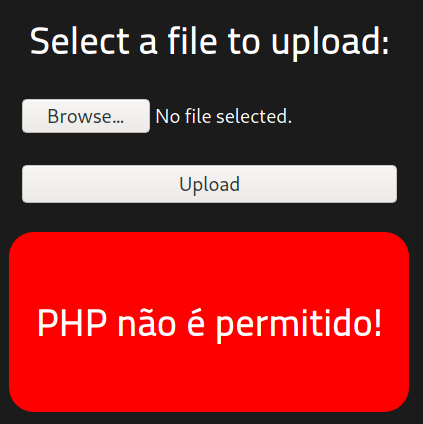 Select a file to upload:
Browse... No file selected.
Upload
PHP não é permitido!